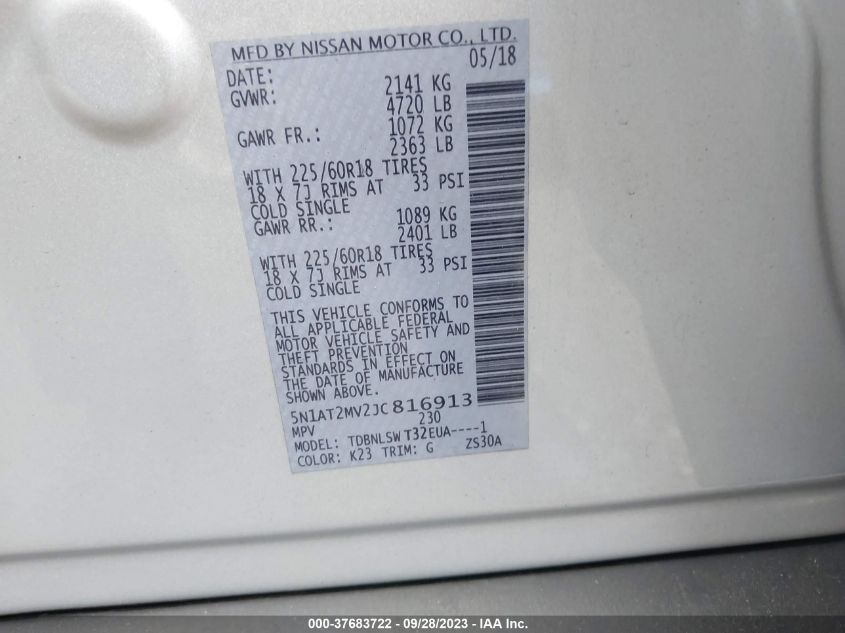 MFD BY NISSAN MOTOR CO., LTD.
DATE: 05/18
GVWR: 2141 KG
4720 LB
GAWR FR.: 1072 KG
2363 LB
WITH 225/60R18 TIRES
18 X 7J RIMS AT 33 PSI
COLD SINGLE
GAWR RR.: 1089 KG
2401 LB
WITH 225/60R18 TIRES
18 X 7J RIMS AT 33 PSI
COLD SINGLE
THIS VEHICLE CONFORMS TO
ALL APPLICABLE FEDERAL
MOTOR VEHICLE SAFETY AND
THEFT PREVENTION
STANDARDS IN EFFECT ON
THE DATE OF MANUFACTURE
SHOWN ABOVE.
5N1AT2MV2JC816913
MPV 230
MODEL: TDBNLSW T32EUA----1
COLOR: K23 TRIM: G ZS30A
000-37683722 - 09/28/2023 - IAA Inc.